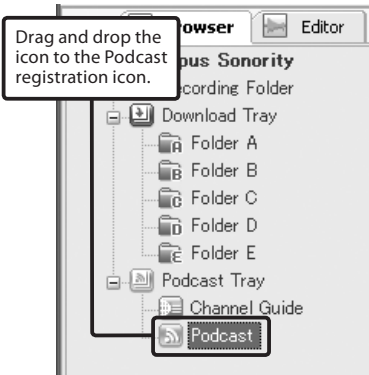 Drag and drop the
icon to the Podcast
registration icon.
rowser Editor
pus Sonority
ecording Folder
Download Tray
Folder A
Folder B
Folder C
Folder D
Folder E
Podcast Tray
Channel Guide
Podcast